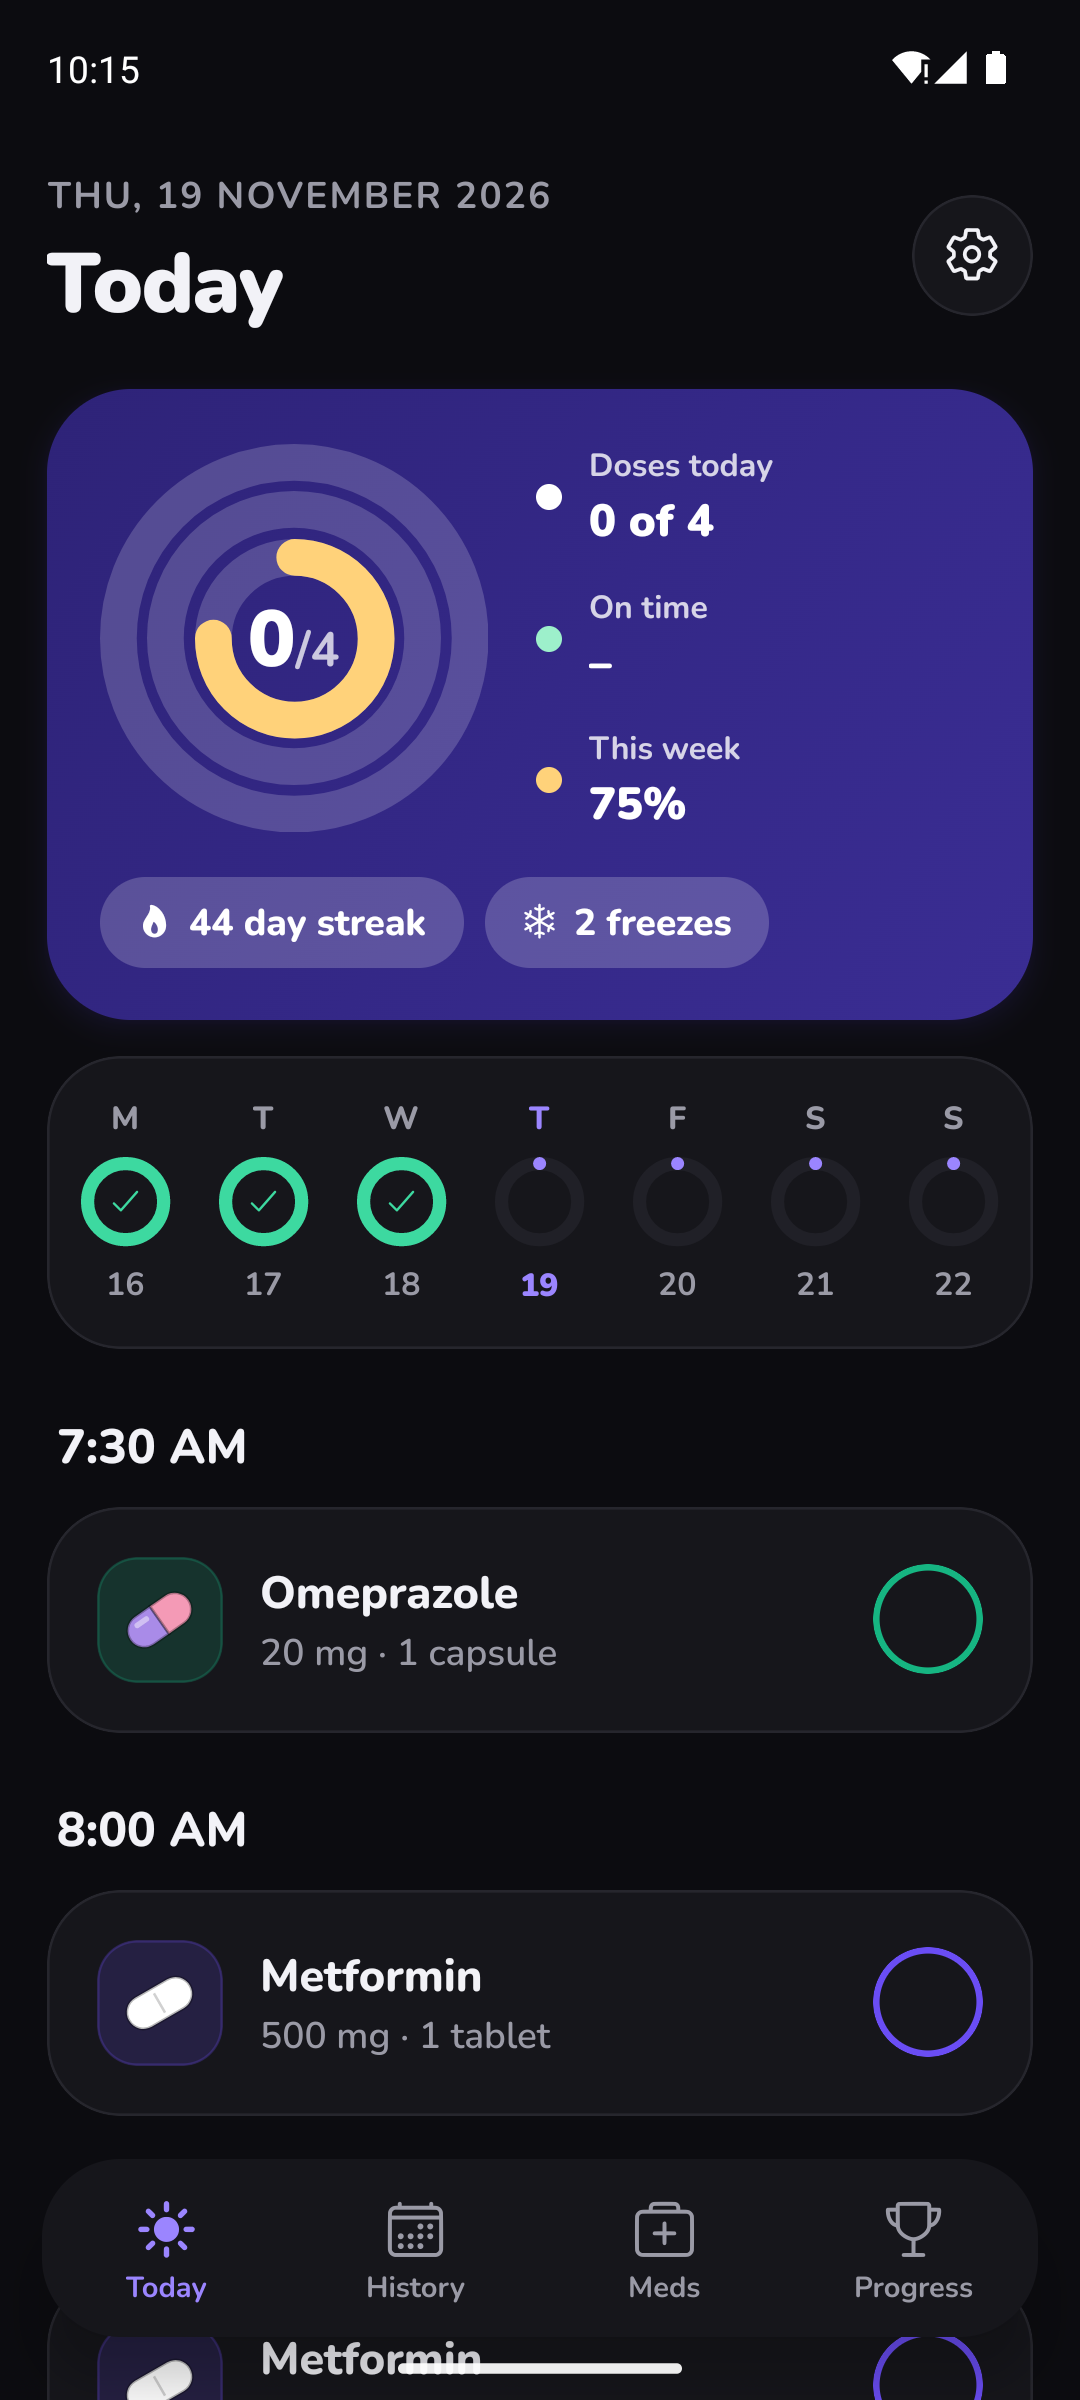 10:15
THU, 19 NOVEMBER 2026
Today
Doses today
0 of 4
On time
–
This week
75%
0/4
44 day streak
2 freezes
M T W T F S S
16 17 18 19 20 21 22
7:30 AM
Omeprazole
20 mg · 1 capsule
8:00 AM
Metformin
500 mg · 1 tablet
Today History Meds Progress
Metformin